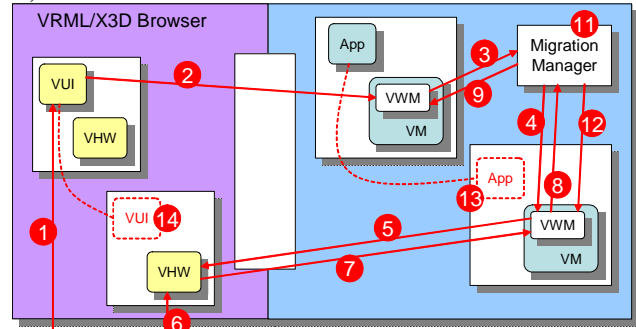 VRML/X3D Browser
11
App
3
Migration
Manager
VUI
2
VWM
9
VHW
VM
4
12
App
8
13
VUI
14
5
VWM
1
VHW
7
VM
6